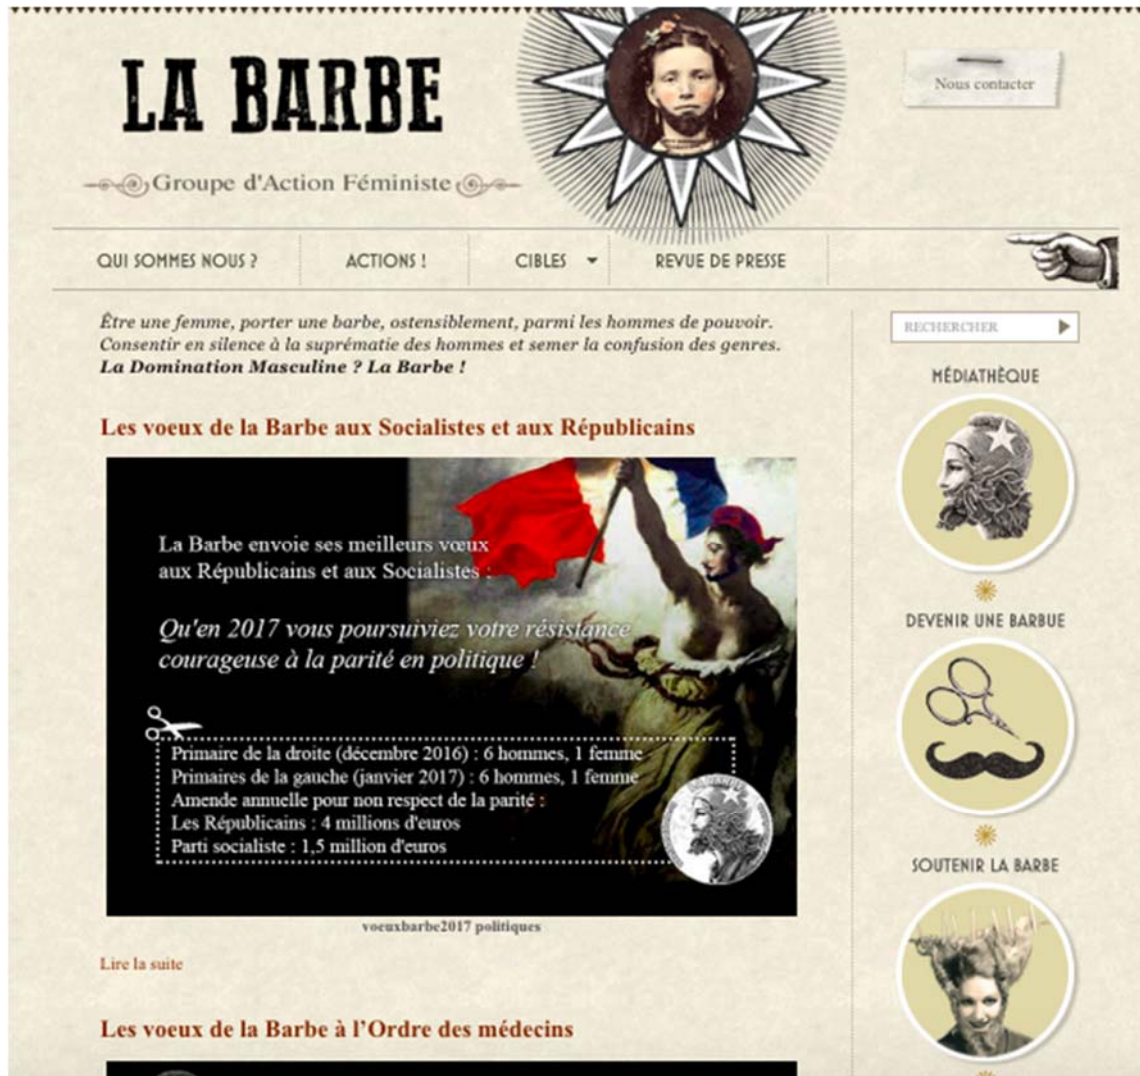 LA BARBE
Groupe d'Action Féministe
Nous contacter
QUI SOMMES NOUS ?
ACTIONS !
CIBLES
REVUE DE PRESSE
Être une femme, porter une barbe, ostensiblement, parmi les hommes de pouvoir.
Consentir en silence à la suprématie des hommes et semer la confusion des genres.
La Domination Masculine ? La Barbe !
Les voeux de la Barbe aux Socialistes et aux Républicains
La Barbe envoie ses meilleurs vœux
aux Républicains et aux Socialistes :
Qu'en 2017 vous poursuiviez votre résistance
courageuse à la parité en politique !
Primaire de la droite (décembre 2016) : 6 hommes, 1 femme
Primaires de la gauche (janvier 2017) : 6 hommes, 1 femme
Amende annuelle pour non respect de la parité :
Les Républicains : 4 millions d'euros
Parti socialiste : 1,5 million d'euros
voeuxbarbe2017 politiques
Lire la suite
Les voeux de la Barbe à l'Ordre des médecins
RECHERCHER
MÉDIATHÈQUE
DEVENIR UNE BARBUE
SOUTENIR LA BARBE